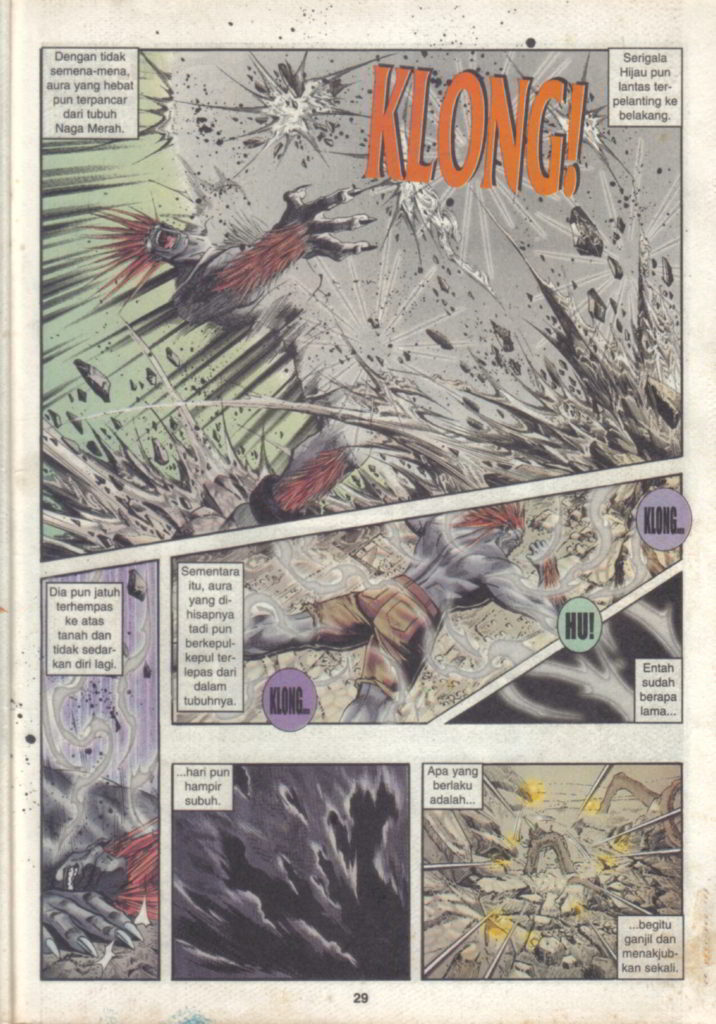 Dengan tidak
semena-mena,
aura yang hebat
pun terpancar
dari tubuh
Naga Merah.
KLONG!
Serigala
Hijau pun
lantas ter-
pelanting ke
belakang.
Dia pun jatuh
terhempas
ke atas
tanah dan
tidak sedar-
kan diri lagi.
Sementara
itu, aura
yang di-
hisapnya
tadi pun
berkepul-
kepul ter-
lepas dari
dalam
tubuhnya.
KLONG...
HU!
KLONG...
Entah
sudah
berapa
lama...
...hari pun
hampir
subuh.
Apa yang
berlaku
adalah...
...begitu
ganjil dan
menakjub-
kan sekali.
29